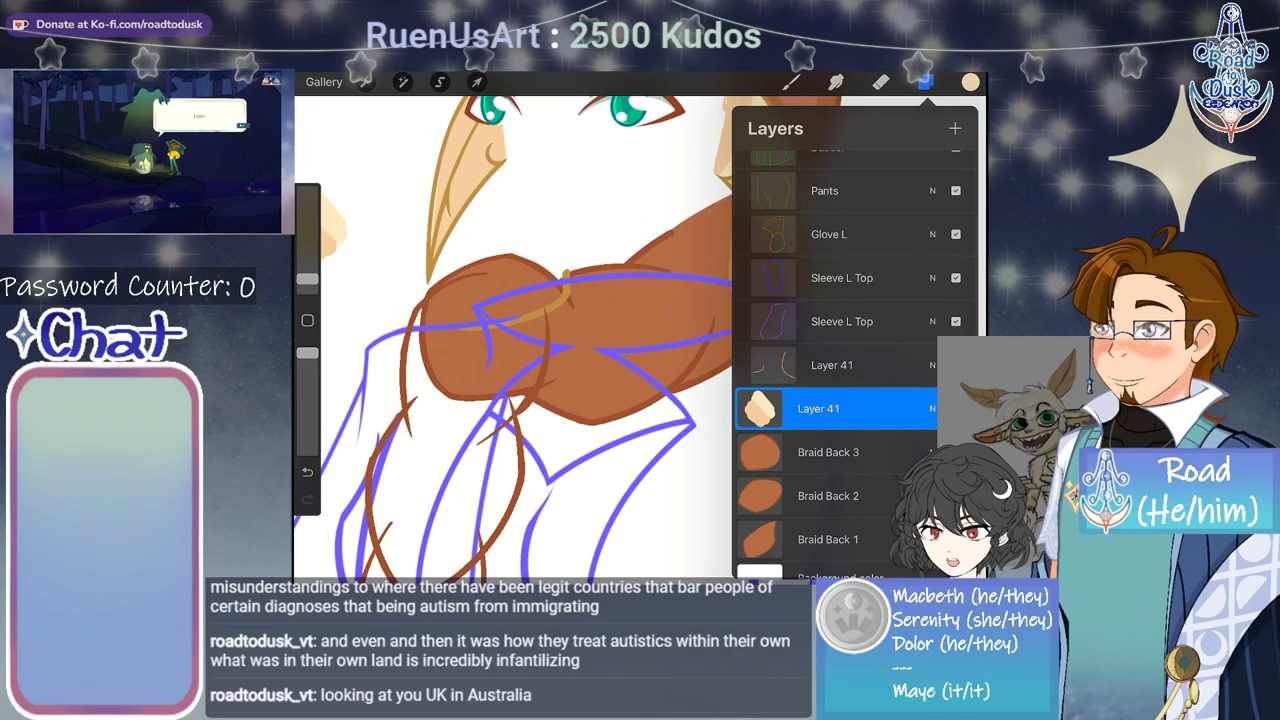 Donate at Ko-fi.com/roadtodusk
RuenUsArt : 2500 Kudos
Road
to
Dusk
Gallery
Layers
Pants
N
Glove L
N
Sleeve L Top
N
Sleeve L Top
N
Layer 41
N
Layer 41
N
Braid Back 3
Braid Back 2
Braid Back 1
Background color
Password Counter: 0
Chat
misunderstandings to where there have been legit countries that bar people of
certain diagnoses that being autism from immigrating
roadtodusk_vt: and even and then it was how they treat autistics within their own
what was in their own land is incredibly infantilizing
roadtodusk_vt: looking at you UK in Australia
Road
(He/him)
Macbeth (he/they)
Serenity (she/they)
Dolor (he/they)
---
Maye (it/it)